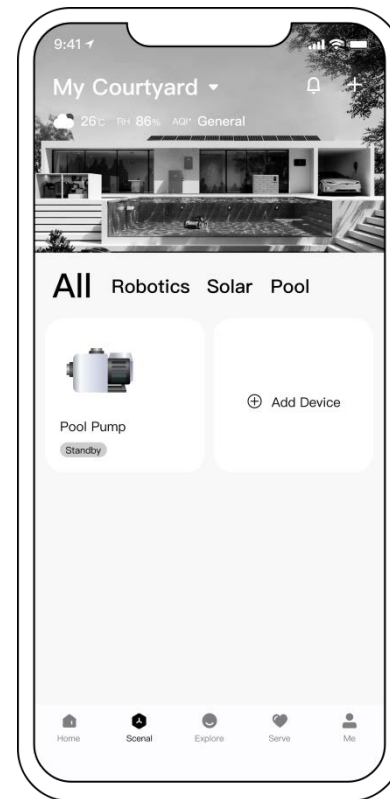 9:41
My Courtyard
26°C RH 86% AQI* General
All Robotics Solar Pool
Pool Pump
Standby
Add Device
Home Scenal Explore Serve Me